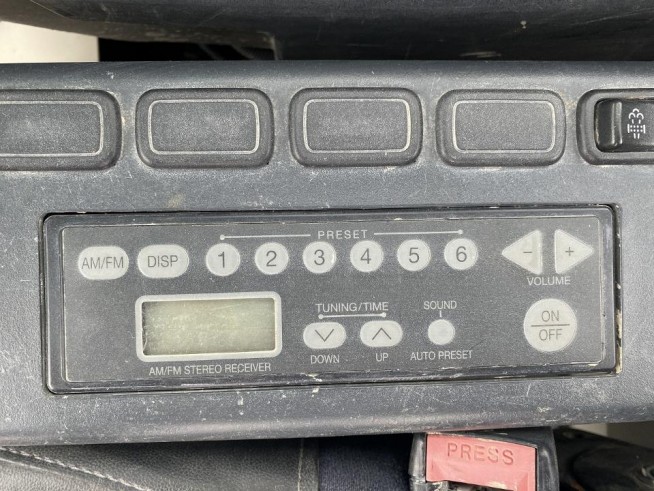 PRESET
AM/FM DISP 1 2 3 4 5 6 - +
VOLUME
TUNING/TIME SOUND
ON
OFF
DOWN UP AUTO PRESET
AM/FM STEREO RECEIVER
PRESS